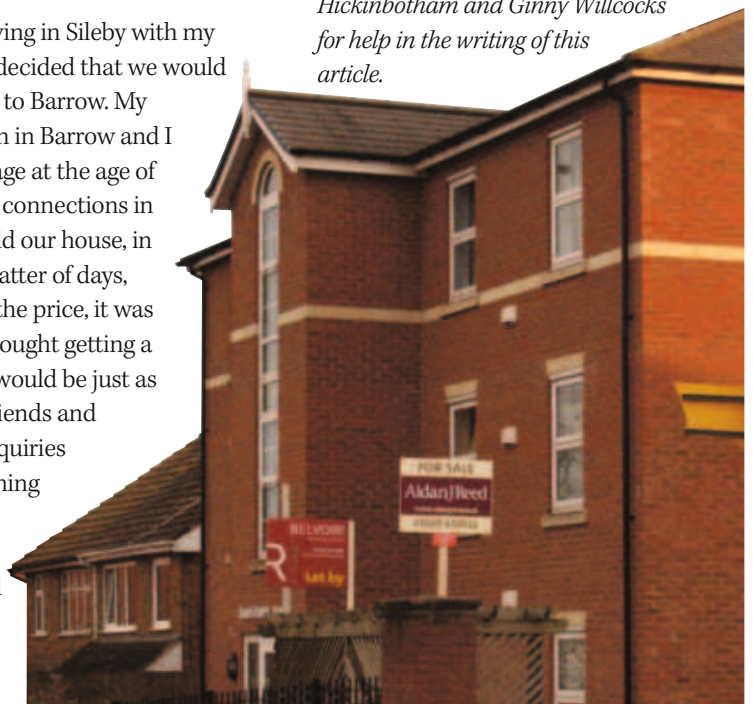 ving in Sileby with my
decided that we would
to Barrow. My
n in Barrow and I
age at the age of
connections in
ld our house, in
atter of days,
the price, it was
ought getting a
would be just as
iends and
quiries
ning
Hickinbotham and Ginny Willcocks
for help in the writing of this
article.
FOR SALE
AidanJReed
BELVOIR!
R
Let by